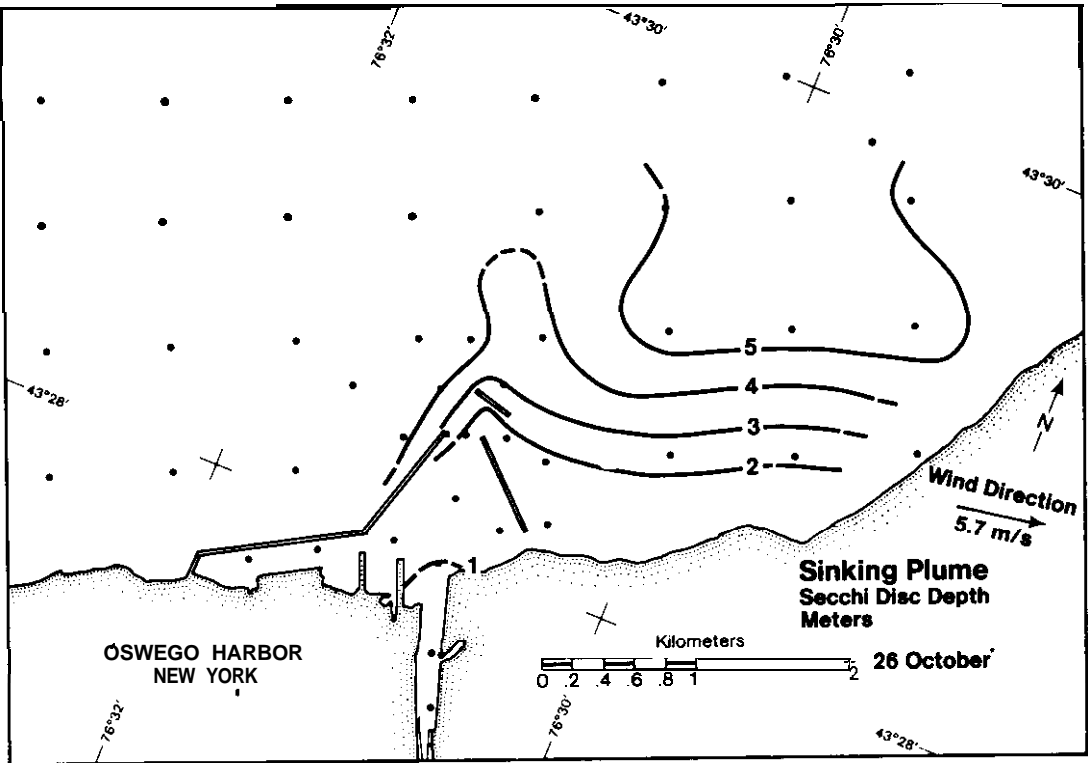 76°32'
43°30'
76°30'
43°30'
43°28'
5
4
3
2
1
N
Wind Direction
5.7 m/s
Sinking Plume
Secchi Disc Depth
Meters
26 October
OSWEGO HARBOR
NEW YORK
Kilometers
0 .2 .4 .6 .8 1 2
76°32'
76°30'
43°28'